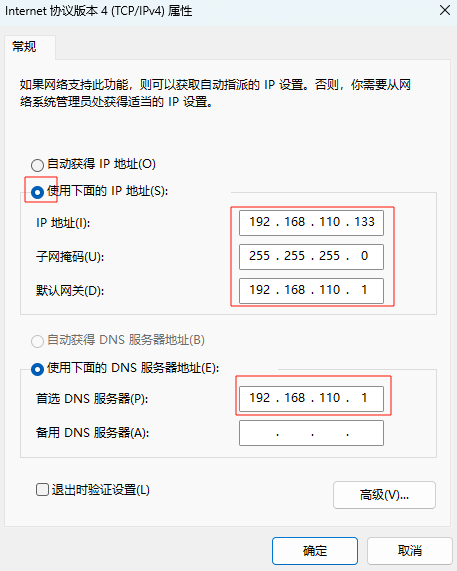 Internet 协议版本 4 (TCP/IPv4) 属性
常规
如果网络支持此功能，则可以获取自动指派的 IP 设置。否则，你需要从网
络系统管理员处获得适当的 IP 设置。
自动获得 IP 地址(O)
使用下面的 IP 地址(S):
IP 地址(I): 192 . 168 . 110 . 133
子网掩码(U): 255 . 255 . 255 . 0
默认网关(D): 192 . 168 . 110 . 1
自动获得 DNS 服务器地址(B)
使用下面的 DNS 服务器地址(E):
首选 DNS 服务器(P): 192 . 168 . 110 . 1
备用 DNS 服务器(A): . . .
退出时验证设置(L)
高级(V)...
确定 取消